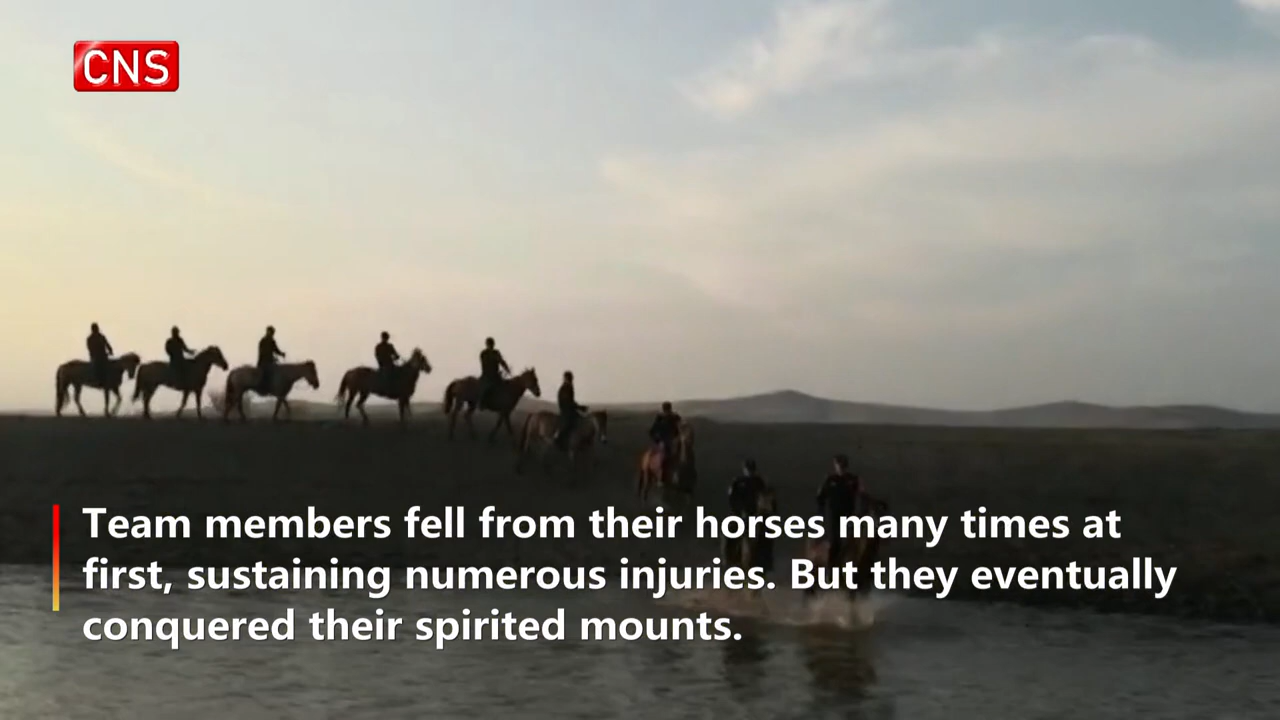 CNS
Team members fell from their horses many times at
first, sustaining numerous injuries. But they eventually
conquered their spirited mounts.